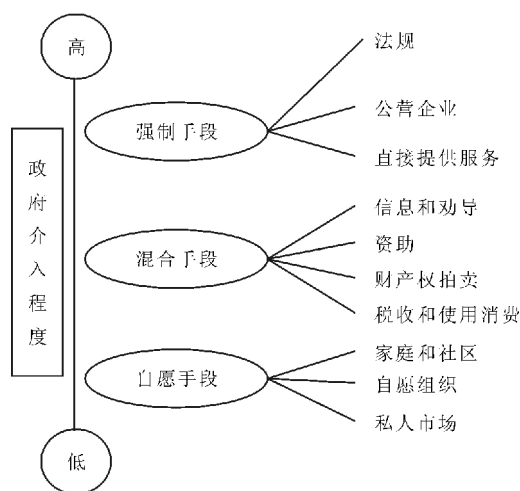 高
法规
公营企业
强制手段
直接提供服务
政府介入程度
信息和劝导
资助
混合手段
财产权拍卖
税收和使用消费
家庭和社区
自愿手段
自愿组织
私人市场
低